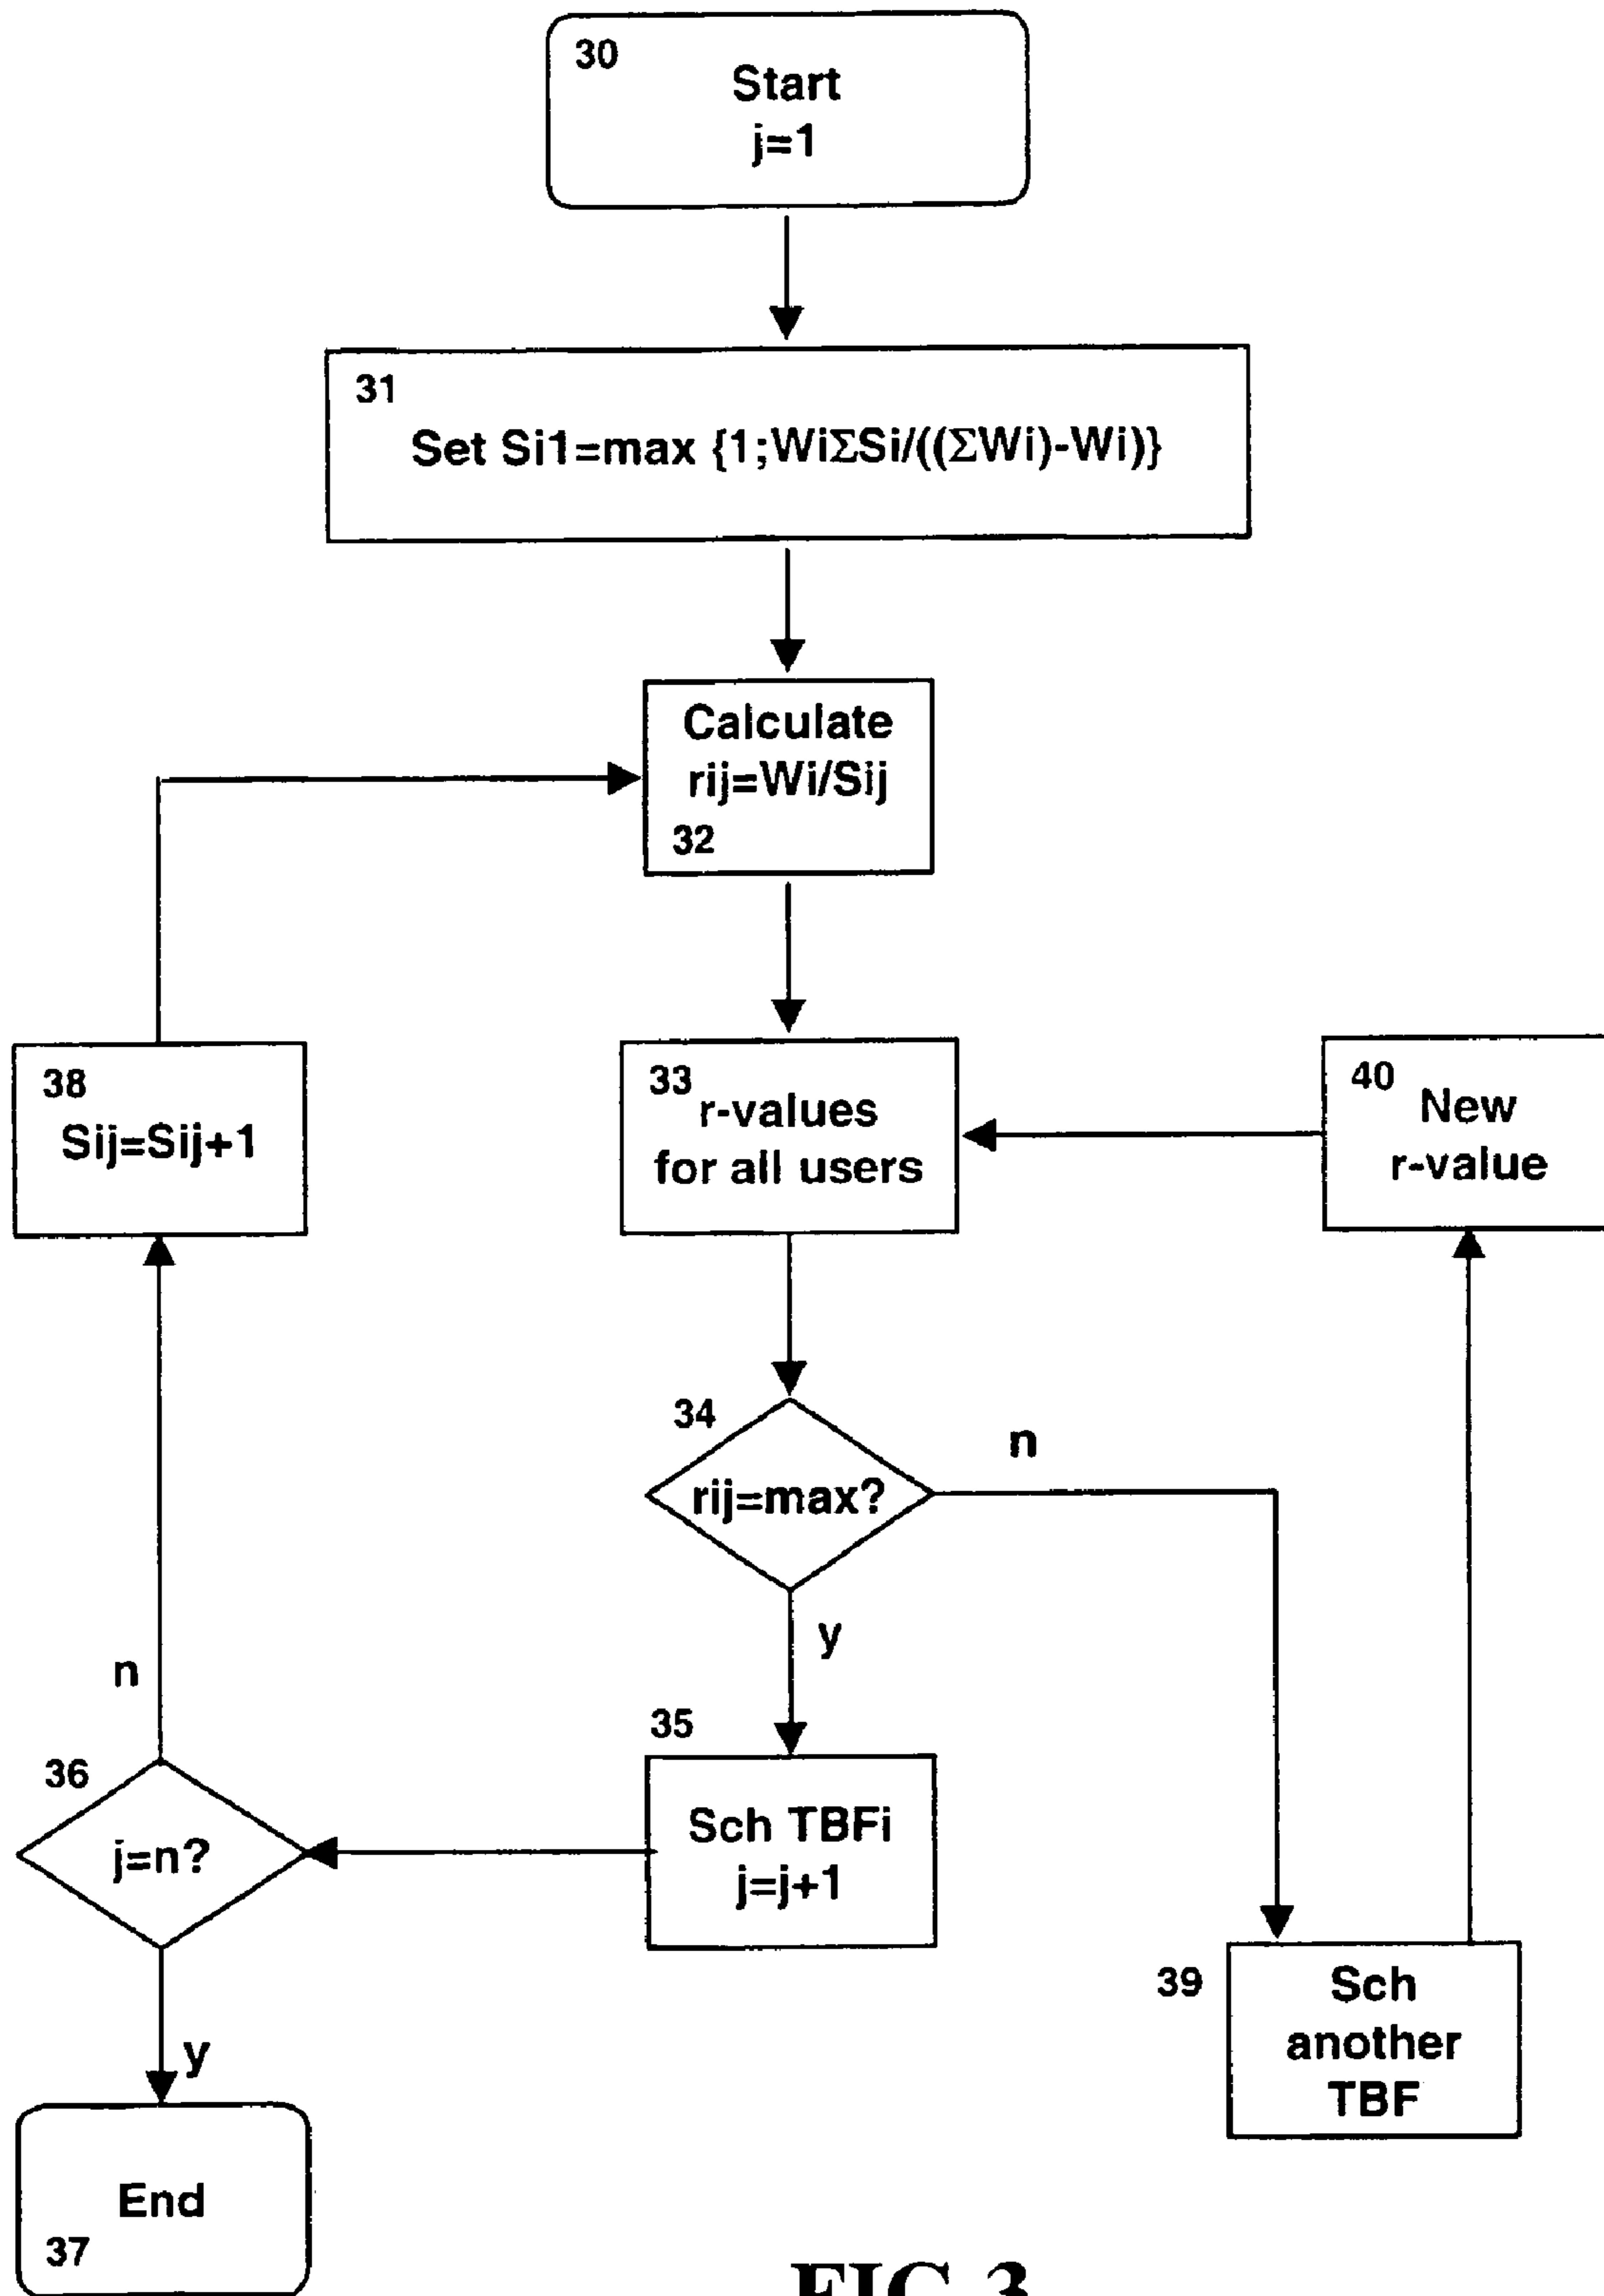 30
Start
j=1
31
Set Si1=max {1;WiΣSi/((ΣWi)-Wi)}
Calculate
rij=Wi/Sij
32
38
Sij=Sij+1
33
r-values
for all users
40
New
r-value
34
rij=max?
n
y
n
35
Sch TBFi
j=j+1
36
j=n?
y
39
Sch
another
TBF
End
37
FIG 3